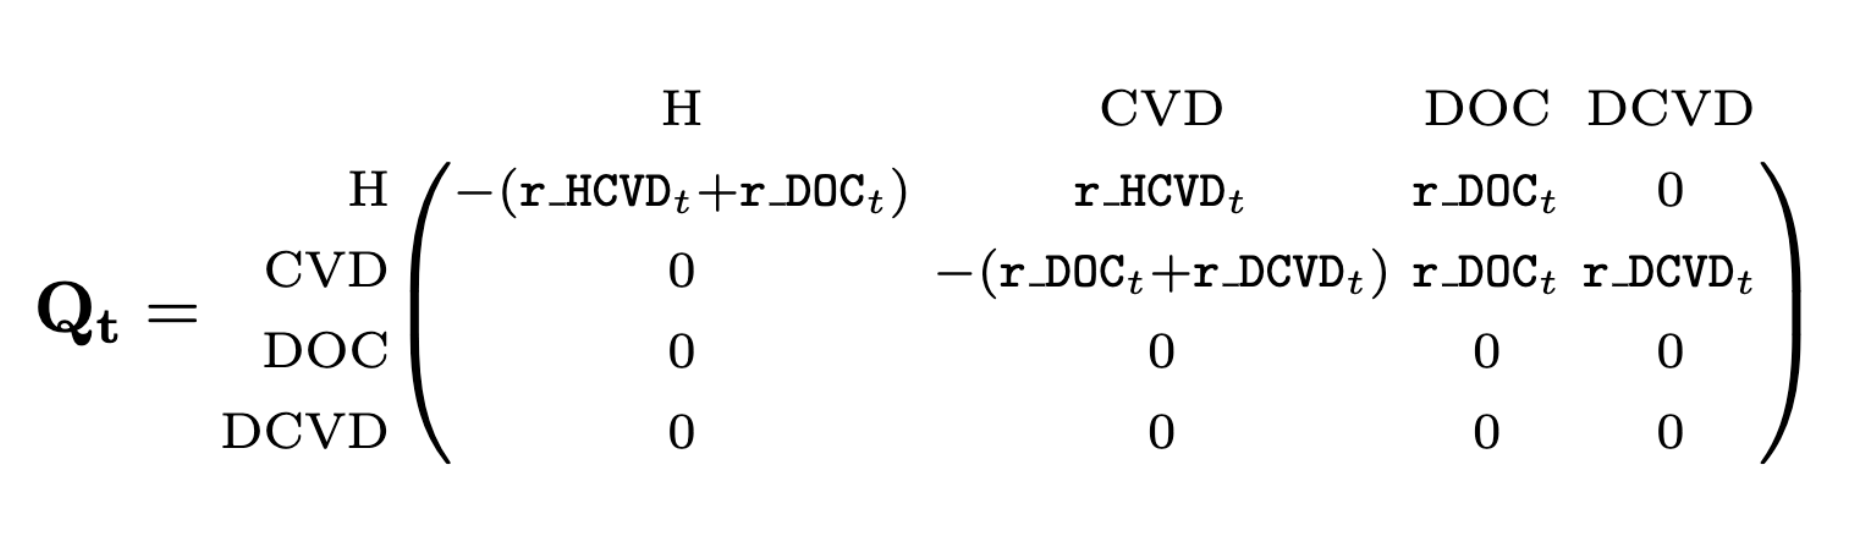 H CVD DOC DCVD
H −(r_HCVDt+r_DOCt) r_HCVDt r_DOCt 0
CVD 0 −(r_DOCt+r_DCVDt) r_DOCt r_DCVDt
Qt =
DOC 0 0 0 0
DCVD 0 0 0 0